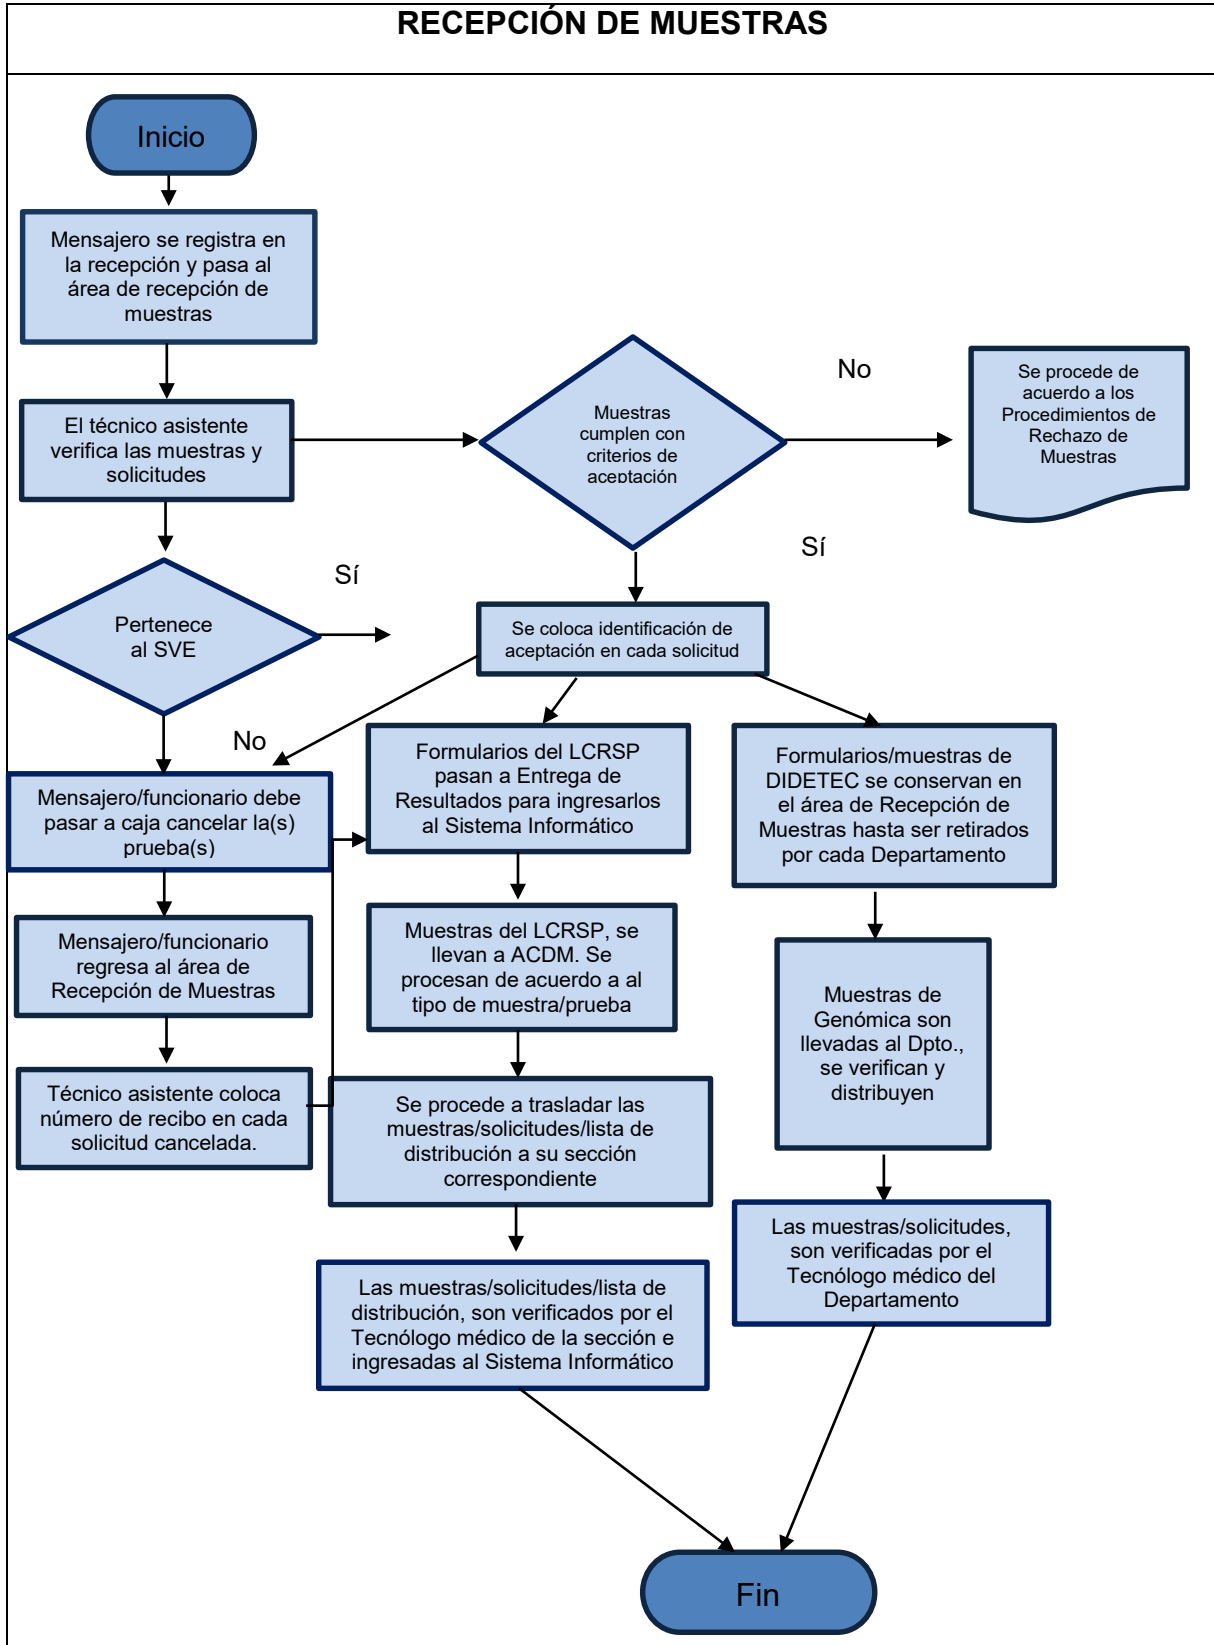 RECEPCIÓN DE MUESTRAS
Inicio
Mensajero se registra en
la recepción y pasa al
área de recepción de
muestras
El técnico asistente
verifica las muestras y
solicitudes
Muestras
cumplen con
criterios de
aceptación
No
Se procede de
acuerdo a los
Procedimientos de
Rechazo de
Muestras
Sí
Sí
Pertenece
al SVE
Se coloca identificación de
aceptación en cada solicitud
No
Mensajero/funcionario debe
pasar a caja cancelar la(s)
prueba(s)
Formularios del LCRSP
pasan a Entrega de
Resultados para ingresarlos
al Sistema Informático
Formularios/muestras de
DIDETEC se conservan en
el área de Recepción de
Muestras hasta ser retirados
por cada Departamento
Mensajero/funcionario
regresa al área de
Recepción de Muestras
Muestras del LCRSP, se
llevan a ACDM. Se
procesan de acuerdo a al
tipo de muestra/prueba
Muestras de
Genómica son
llevadas al Dpto.,
se verifican y
distribuyen
Técnico asistente coloca
número de recibo en cada
solicitud cancelada.
Se procede a trasladar las
muestras/solicitudes/lista de
distribución a su sección
correspondiente
Las muestras/solicitudes,
son verificadas por el
Tecnólogo médico del
Departamento
Las muestras/solicitudes/lista de
distribución, son verificados por el
Tecnólogo médico de la sección e
ingresadas al Sistema Informático
Fin